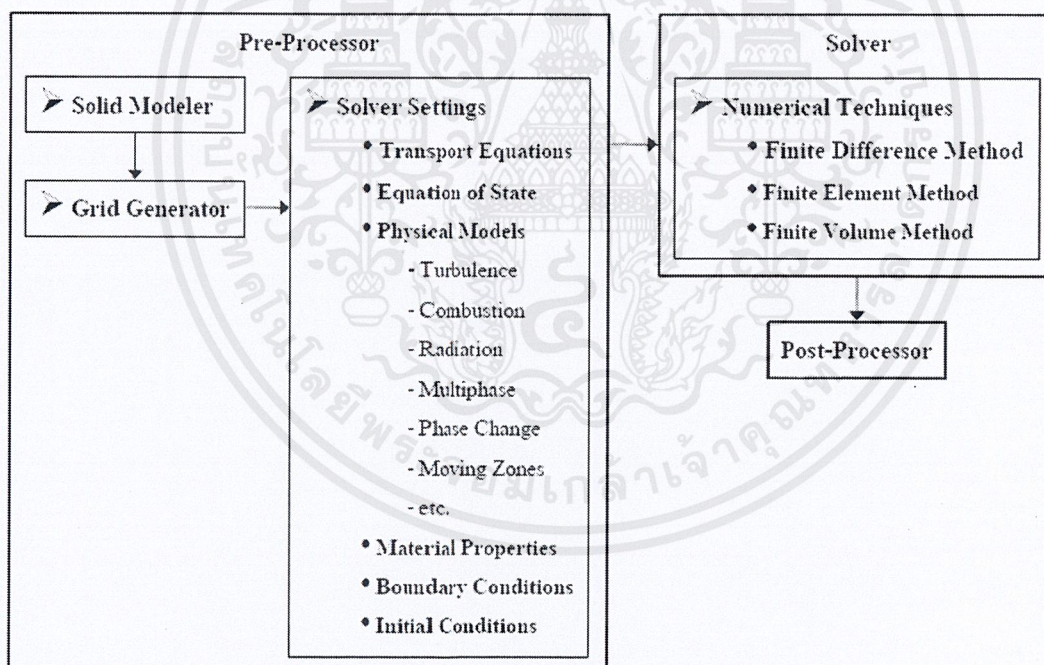 Pre-Processor
➢ Solid Modeler
➢ Grid Generator
➢ Solver Settings
• Transport Equations
• Equation of State
• Physical Models
- Turbulence
- Combustion
- Radiation
- Multiphase
- Phase Change
- Moving Zones
- etc.
• Material Properties
• Boundary Conditions
• Initial Conditions
Solver
➢ Numerical Techniques
• Finite Difference Method
• Finite Element Method
• Finite Volume Method
Post-Processor